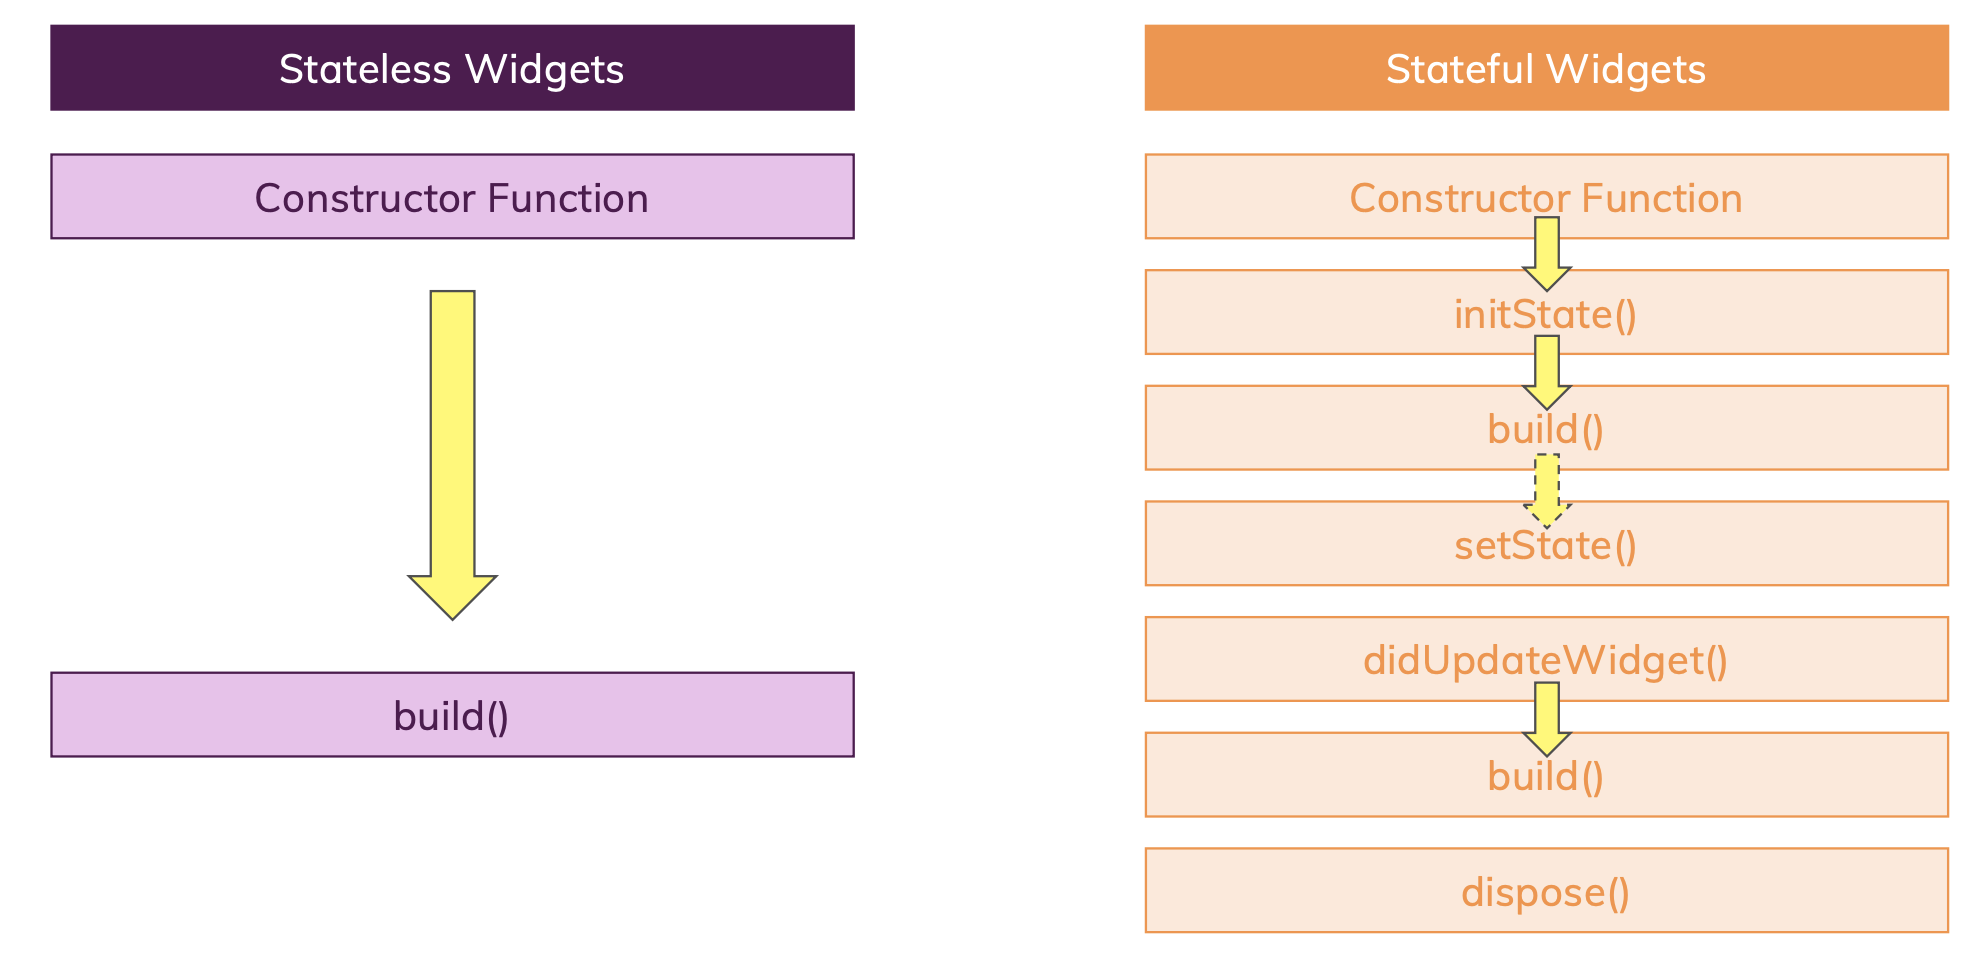 Stateless Widgets
Constructor Function
build()
Stateful Widgets
Constructor Function
initState()
build()
setState()
didUpdateWidget()
build()
dispose()